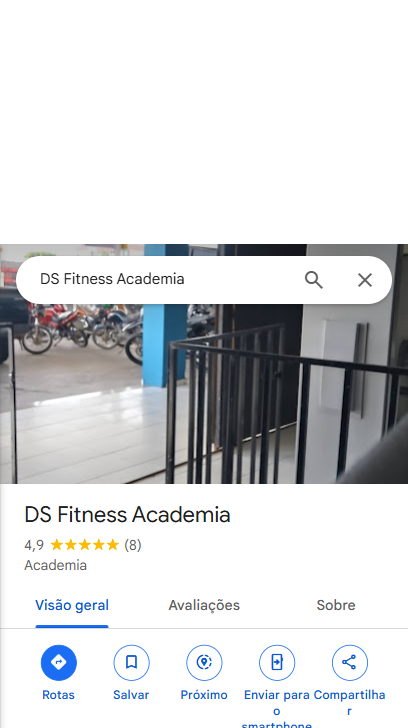 DS Fitness Academia
DS Fitness Academia
4,9 (8)
Academia
Visão geral Avaliações Sobre
Rotas Salvar Próximo Enviar para o smartphone Compartilhar